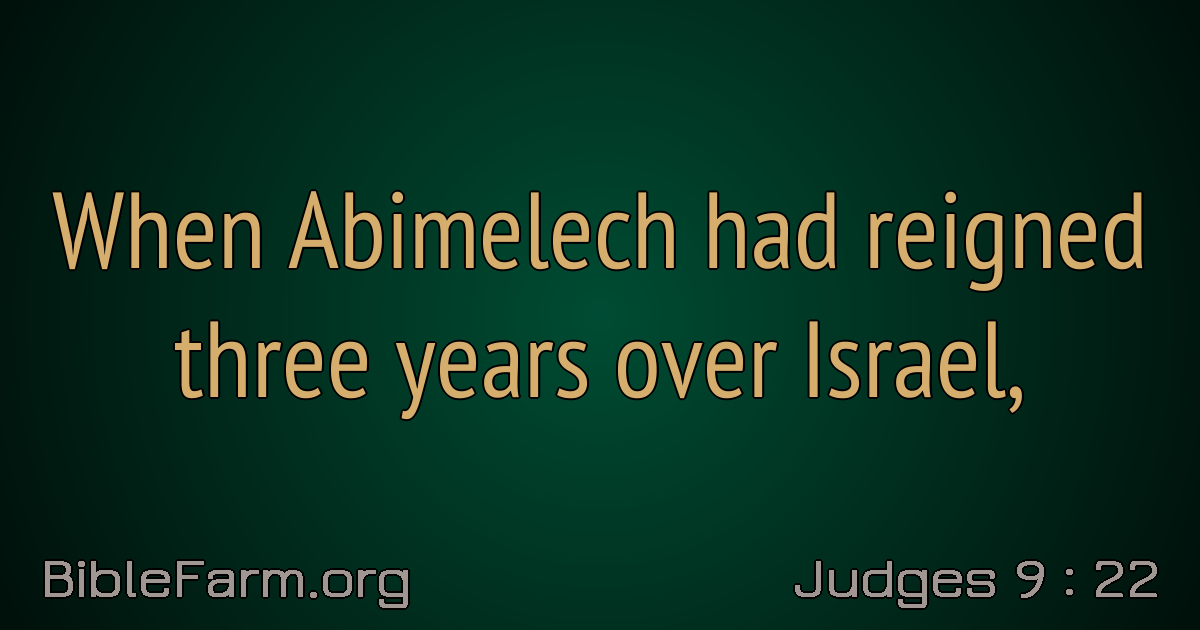 When Abimelech had reigned
three years over Israel,
BibleFarm.org
Judges 9 : 22